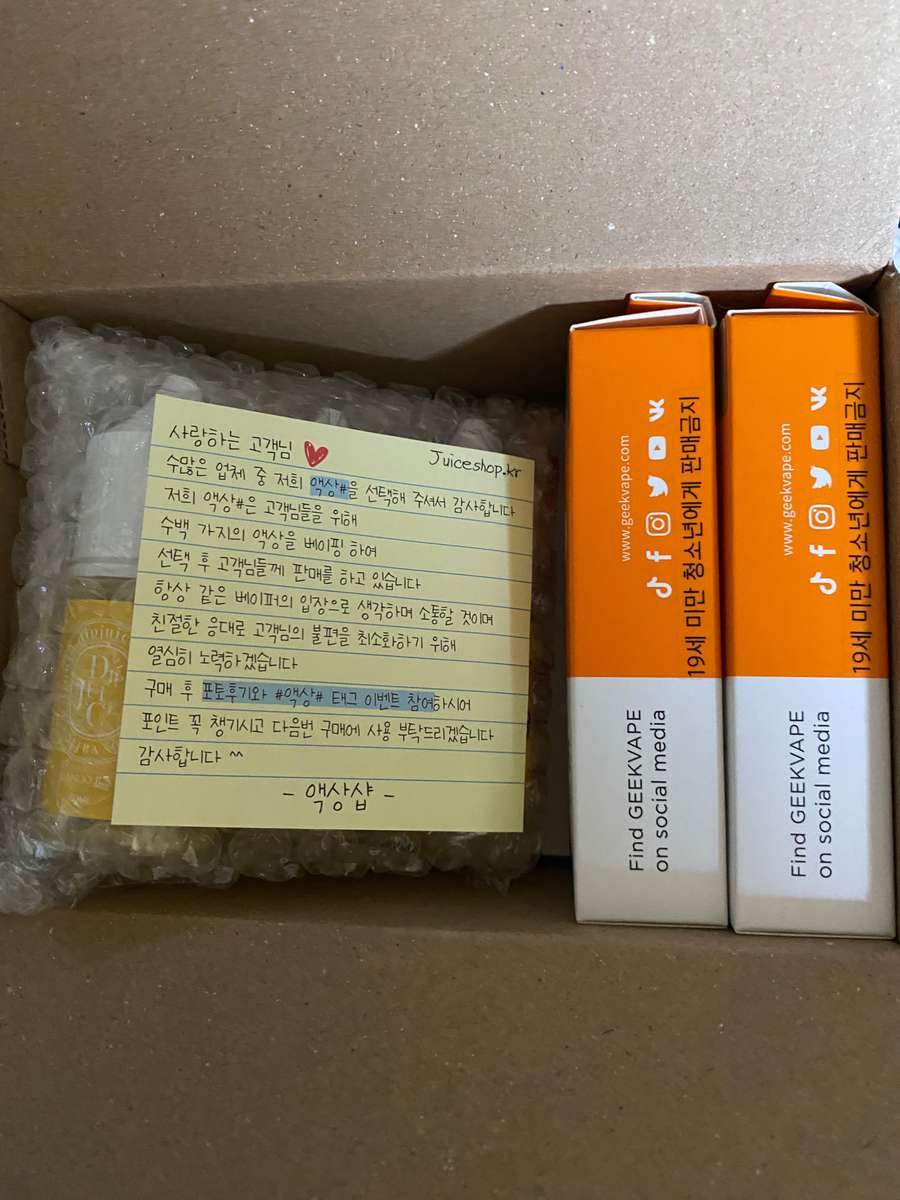 사랑하는 고객님
Juiceshop.kr
수많은 업체 중 저희 액상#을 선택해 주셔서 감사합니다
저희 액상#은 고객님들을 위해
수백 가지의 액상을 베이핑 하여
선택 후 고객님들께 판매를 하고 있습니다
항상 같은 베이퍼의 입장으로 생각하며 소통할 것이며
친절한 응대로 고객님의 불편을 최소화하기 위해
열심히 노력하겠습니다
구매 후 포토후기와 #액상# 태그 이벤트 참여하시어
포인트 꼭 챙기시고 다음번 구매에 사용 부탁드리겠습니다
감사합니다 ^^
- 액상샵 -
www.geekvape.com
19세 미만 청소년에게 판매금지
Find GEEKVAPE
on social media
www.geekvape.com
19세 미만 청소년에게 판매금지
Find GEEKVAPE
on social media